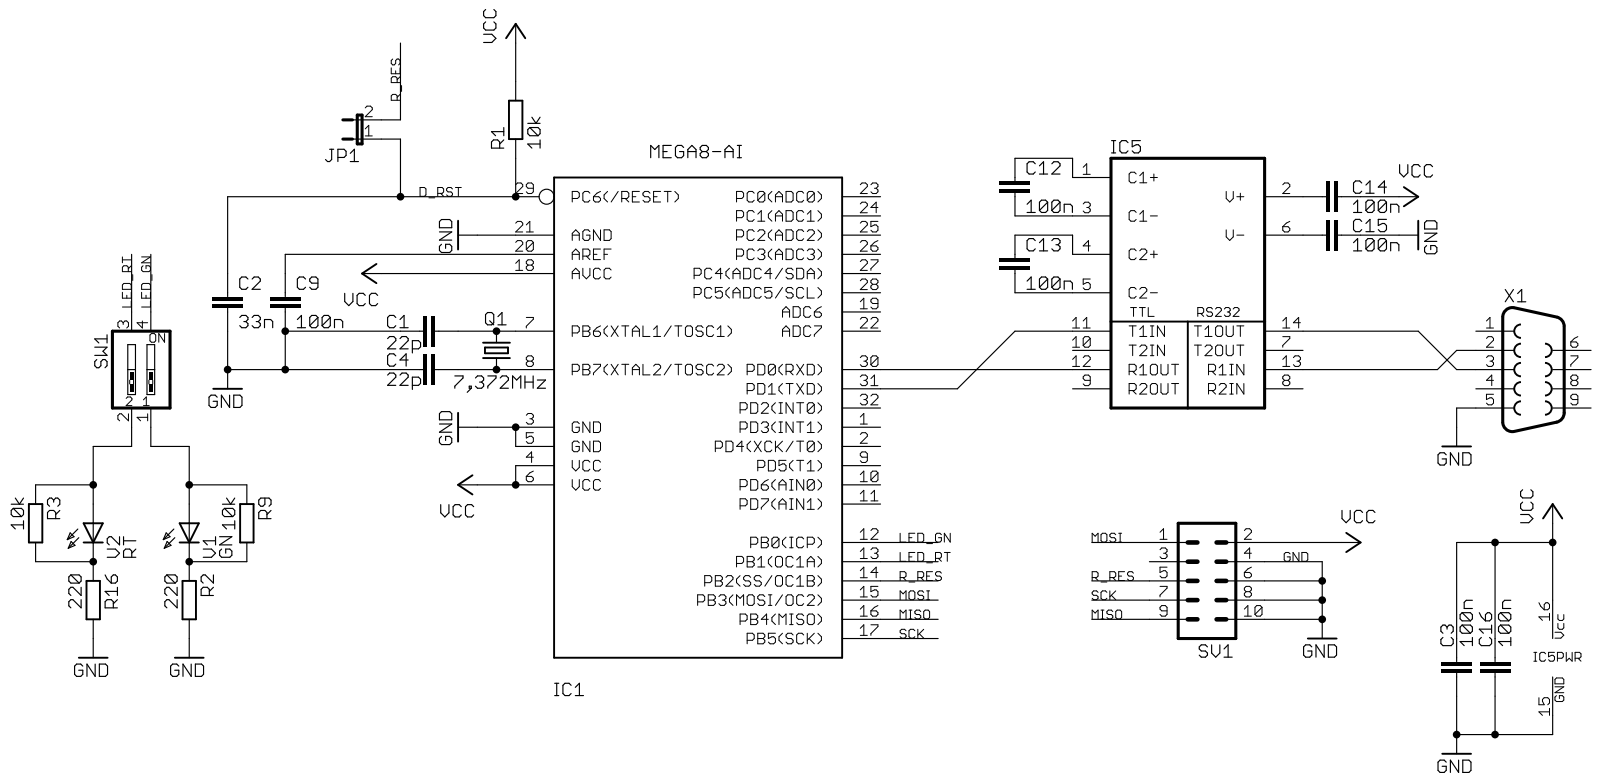 VCC
R_RES
2
1
JP1
R1
10k
D_RST
MEGA8-AI
29
PC6(/RESET)
GND
21
AGND
20
AREF
18
AVCC
VCC
C2
33n
C9
100n
C1
22p
C4
22p
Q1
7,372MHz
7
PB6(XTAL1/TOSC1)
8
PB7(XTAL2/TOSC2)
GND
GND
3
GND
5
GND
4
VCC
6
VCC
VCC
PC0(ADC0)
23
PC1(ADC1)
24
PC2(ADC2)
25
PC3(ADC3)
26
PC4(ADC4/SDA)
27
PC5(ADC5/SCL)
28
ADC6
19
ADC7
22
PD0(RXD)
30
PD1(TXD)
31
PD2(INT0)
32
PD3(INT1)
1
PD4(XCK/T0)
2
PD5(T1)
9
PD6(AIN0)
10
PD7(AIN1)
11
PB0(ICP)
12
LED_GN
PB1(OC1A)
13
LED_RT
PB2(SS/OC1B)
14
R_RES
PB3(MOSI/OC2)
15
MOSI
PB4(MISO)
16
MISO
PB5(SCK)
17
SCK
IC1
LED_RT
LED_GN
3
4
SW1
ON
2
1
2
1
10k
R3
V2
RT
V1
GN
10k
R9
220
R16
220
R2
GND
GND
IC5
C12
100n
1
C1+
3
C1-
C13
100n
4
C2+
5
C2-
2
V+
C14
100n
VCC
6
V-
C15
100n
GND
TTL
RS232
11
T1IN
T1OUT
14
10
T2IN
T2OUT
7
12
R1OUT
R1IN
13
9
R2OUT
R2IN
8
X1
1
2
3
4
5
6
7
8
9
GND
MOSI
1
2
VCC
3
4
GND
R_RES
5
6
SCK
7
8
MISO
9
10
SV1
GND
VCC
C3
100n
C16
100n
16
Vcc
IC5PWR
15
GND
GND